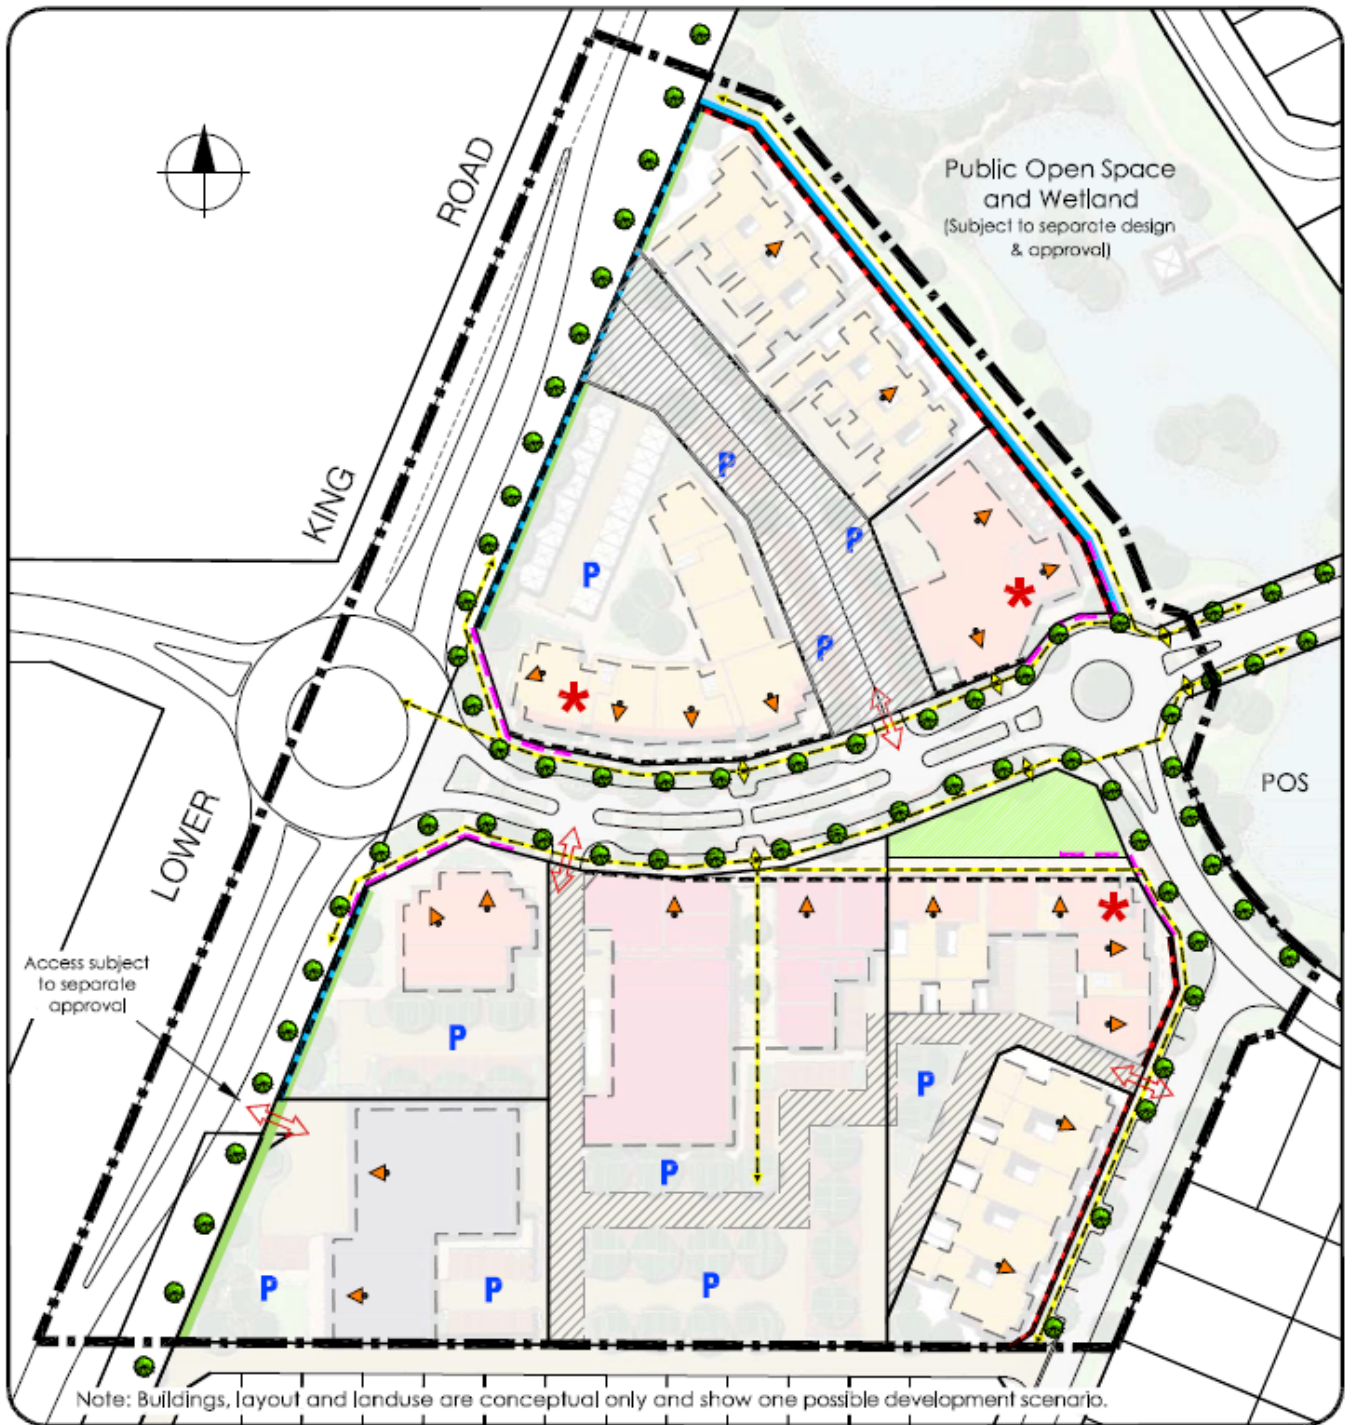 ROAD
Public Open Space
and Wetland
(Subject to separate design
& approval)
KING
P
P
P
P
*
*
POS
LOWER
*
Access subject
to separate
approval
P
P
P
P
P
P
Note: Buildings, layout and landuse are conceptual only and show one possible development scenario.